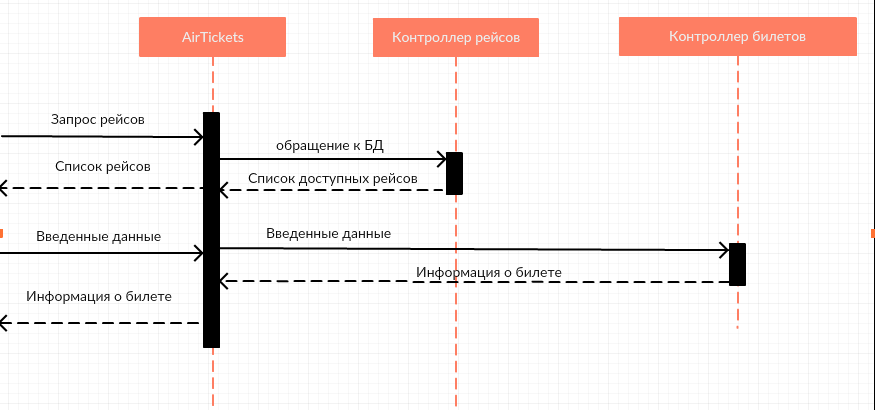 AirTickets
Контроллер рейсов
Контроллер билетов
Запрос рейсов
обращение к БД
Список рейсов
Список доступных рейсов
Введенные данные
Введенные данные
Информация о билете
Информация о билете